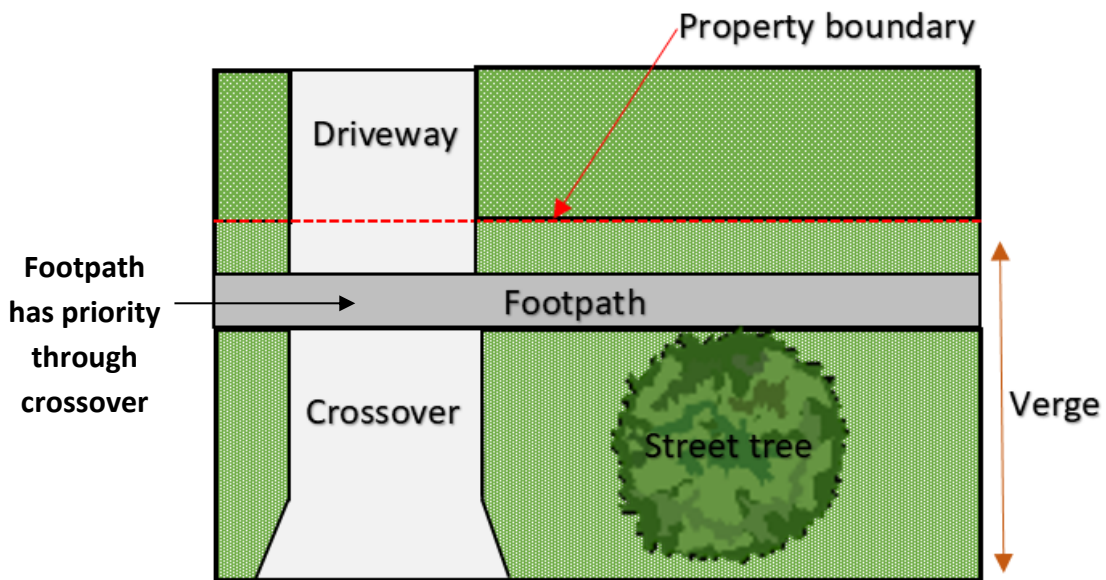 Property boundary
Driveway
Footpath
has priority
through
crossover
Footpath
Crossover
Street tree
Verge